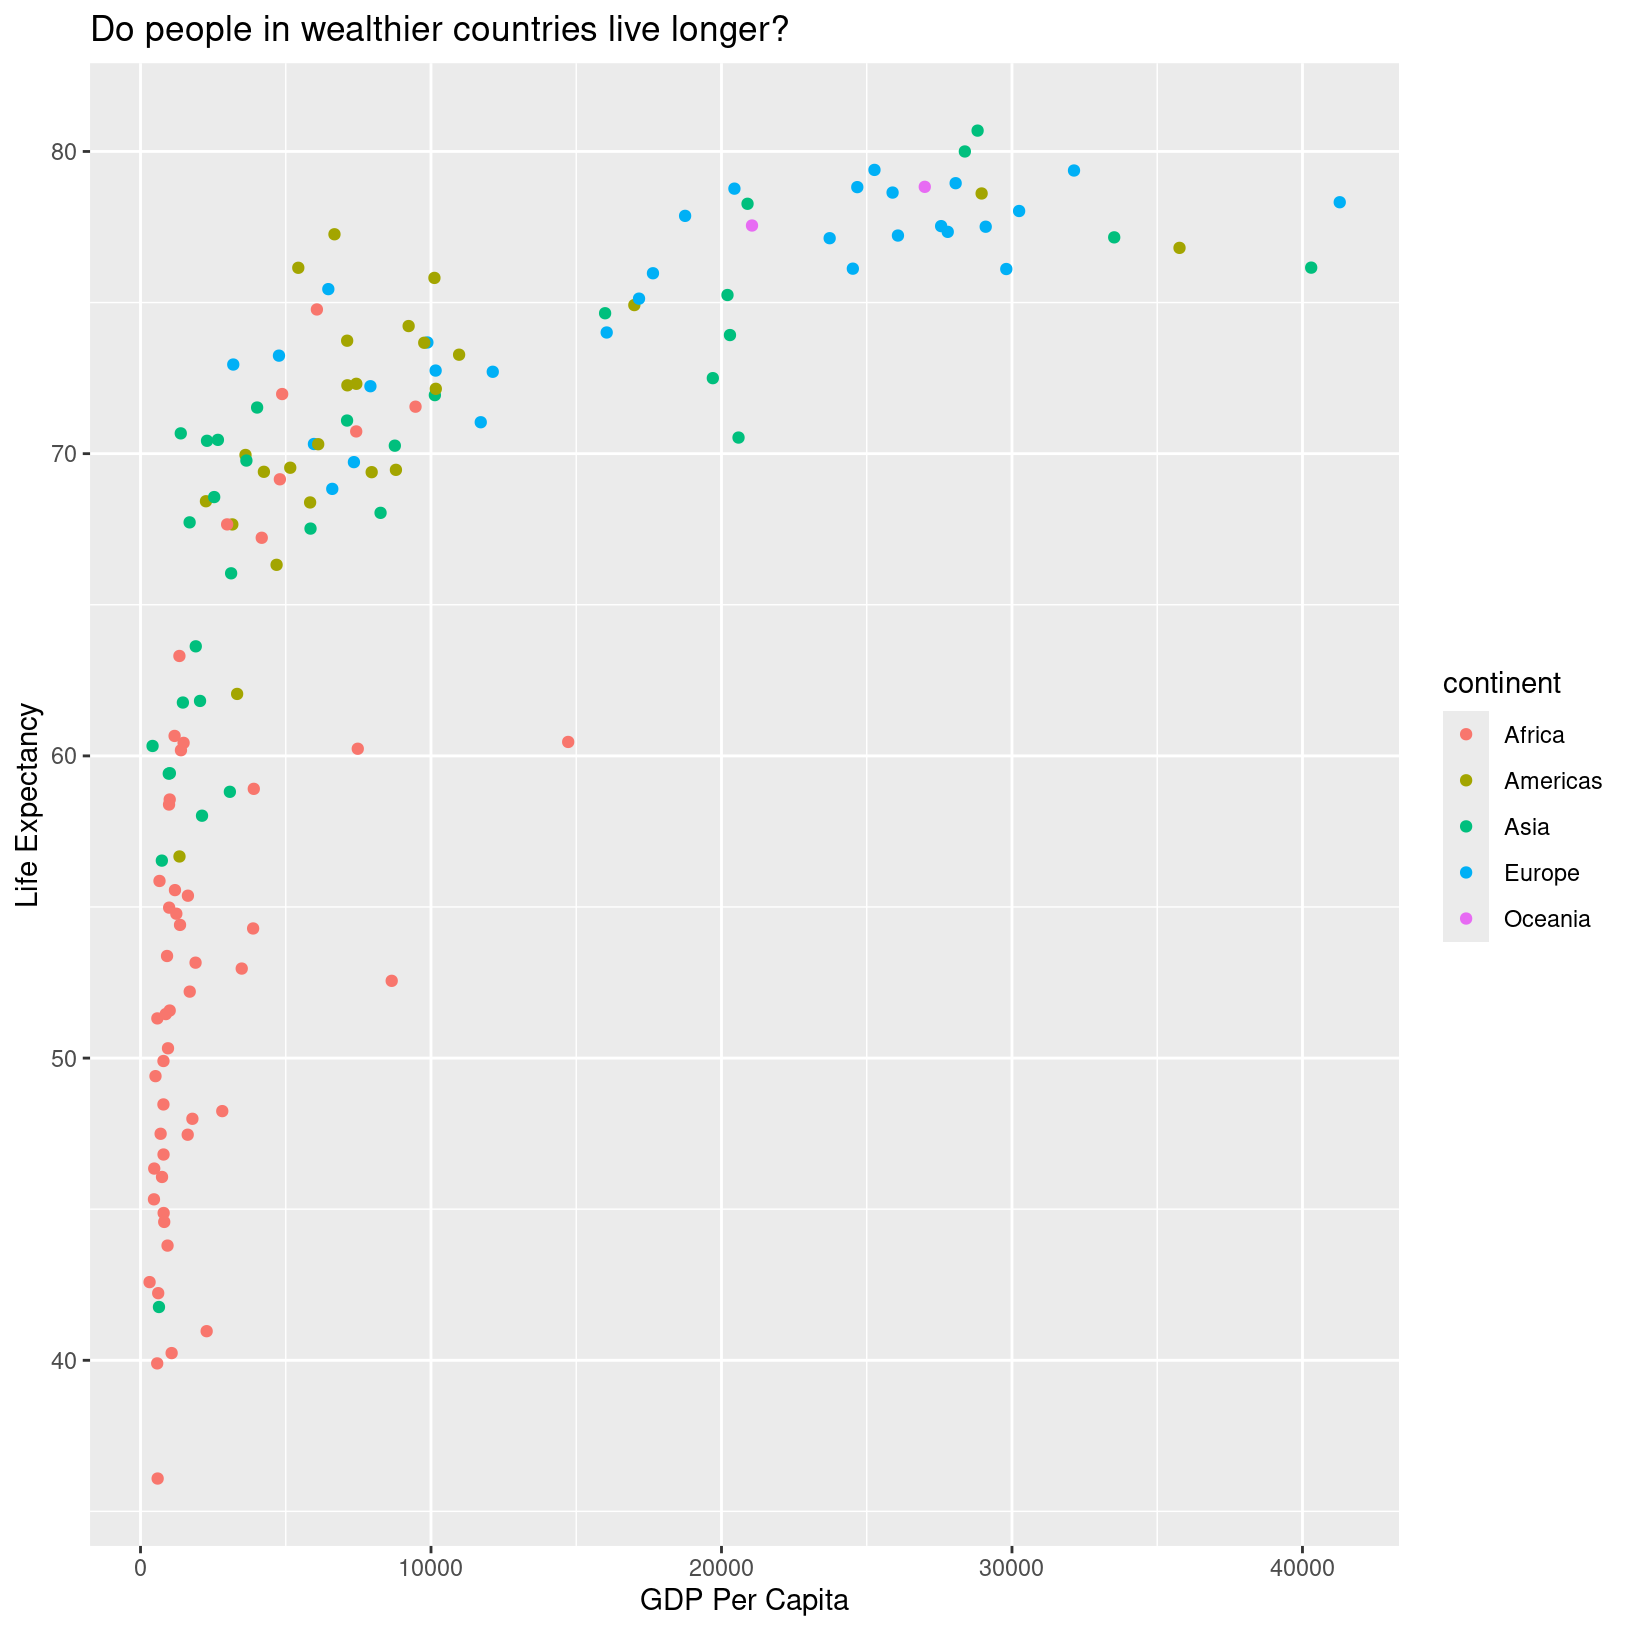 Do people in wealthier countries live longer?
80
70
60
50
40
Life Expectancy
0 10000 20000 30000 40000
GDP Per Capita
continent
Africa
Americas
Asia
Europe
Oceania